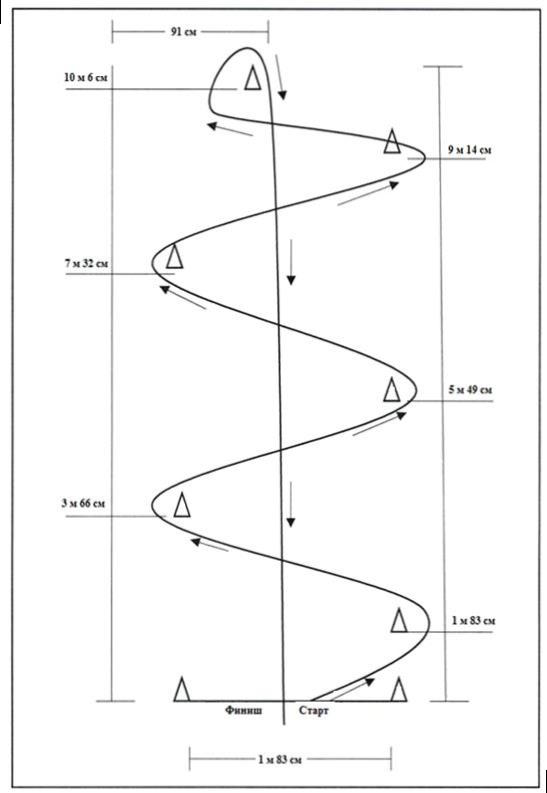 91 см
10 м 6 см
9 м 14 см
7 м 32 см
5 м 49 см
3 м 66 см
1 м 83 см
Финиш Старт
1 м 83 см